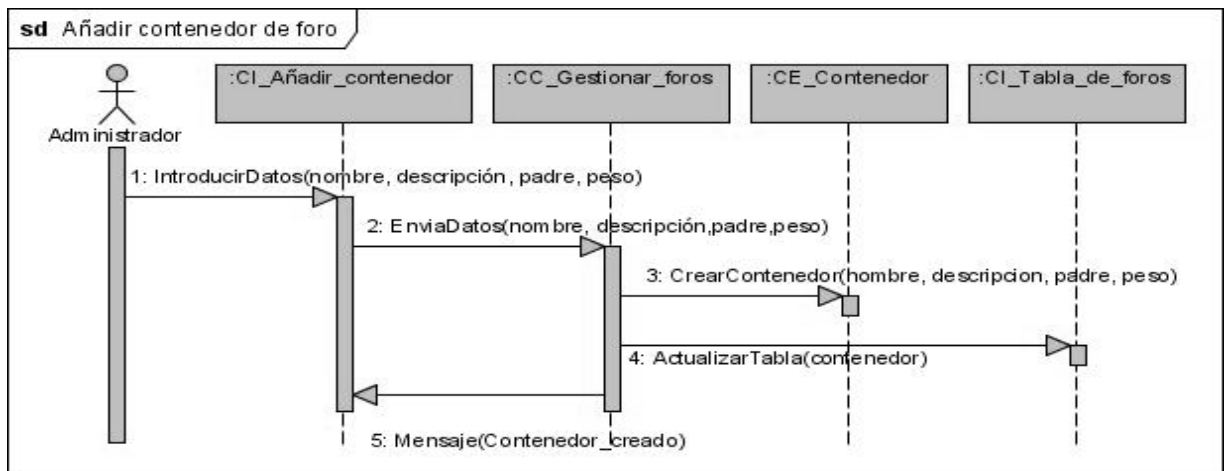 sd Añadir contenedor de foro
:CI_Añadir_contenedor
:CC_Gestionar_foros
:CE_Contenedor
:CI_Tabla_de_foros
Administrador
1: IntroducirDatos(nombre, descripción, padre, peso)
2: EnviaDatos(nombre, descripción,padre,peso)
3: CrearContenedor(nombre, descripcion, padre, peso)
4: ActualizarTabla(contenedor)
5: Mensaje(Contenedor_creado)